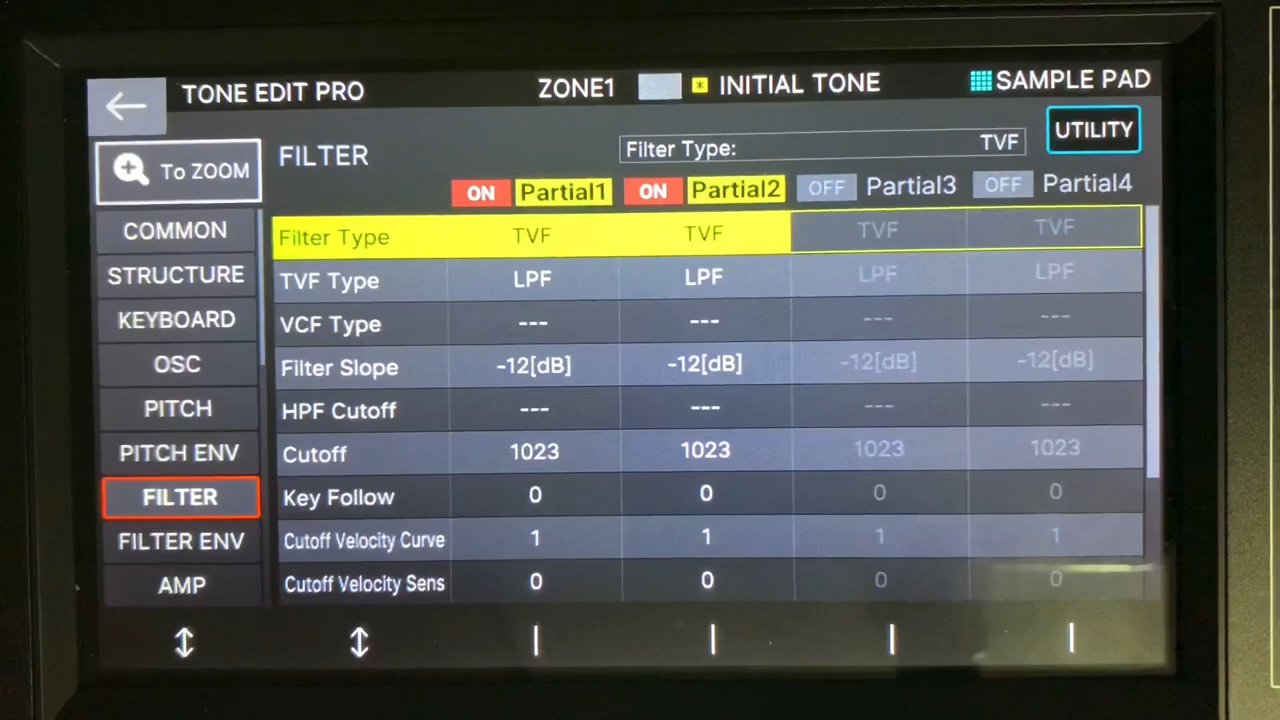 TONE EDIT PRO ZONE1 * INITIAL TONE SAMPLE PAD
To ZOOM FILTER Filter Type: TVF UTILITY
ON Partial1 ON Partial2 OFF Partial3 OFF Partial4
COMMON Filter Type TVF TVF TVF TVF
STRUCTURE TVF Type LPF LPF LPF LPF
KEYBOARD VCF Type --- --- --- ---
OSC Filter Slope -12[dB] -12[dB] -12[dB] -12[dB]
PITCH HPF Cutoff --- --- --- ---
PITCH ENV Cutoff 1023 1023 1023 1023
FILTER Key Follow 0 0 0 0
FILTER ENV Cutoff Velocity Curve 1 1 1 1
AMP Cutoff Velocity Sens 0 0 0 0